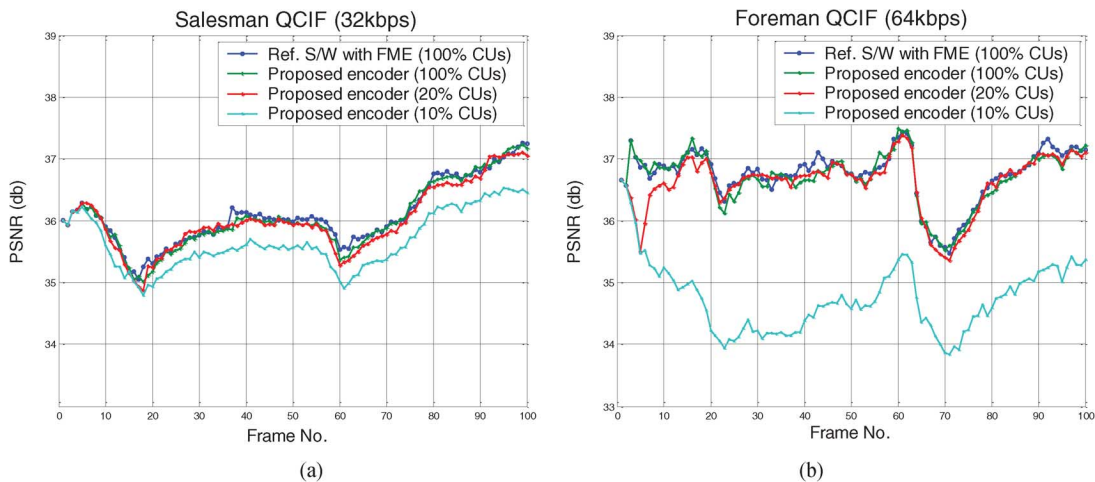 Salesman QCIF (32kbps)
39
38
37
36
35
34
PSNR (db)
0 10 20 30 40 50 60 70 80 90 100
Frame No.
Ref. S/W with FME (100% CUs)
Proposed encoder (100% CUs)
Proposed encoder (20% CUs)
Proposed encoder (10% CUs)
(a)
Foreman QCIF (64kbps)
39
38
37
36
35
34
33
PSNR (db)
0 10 20 30 40 50 60 70 80 90 100
Frame No.
Ref. S/W with FME (100% CUs)
Proposed encoder (100% CUs)
Proposed encoder (20% CUs)
Proposed encoder (10% CUs)
(b)